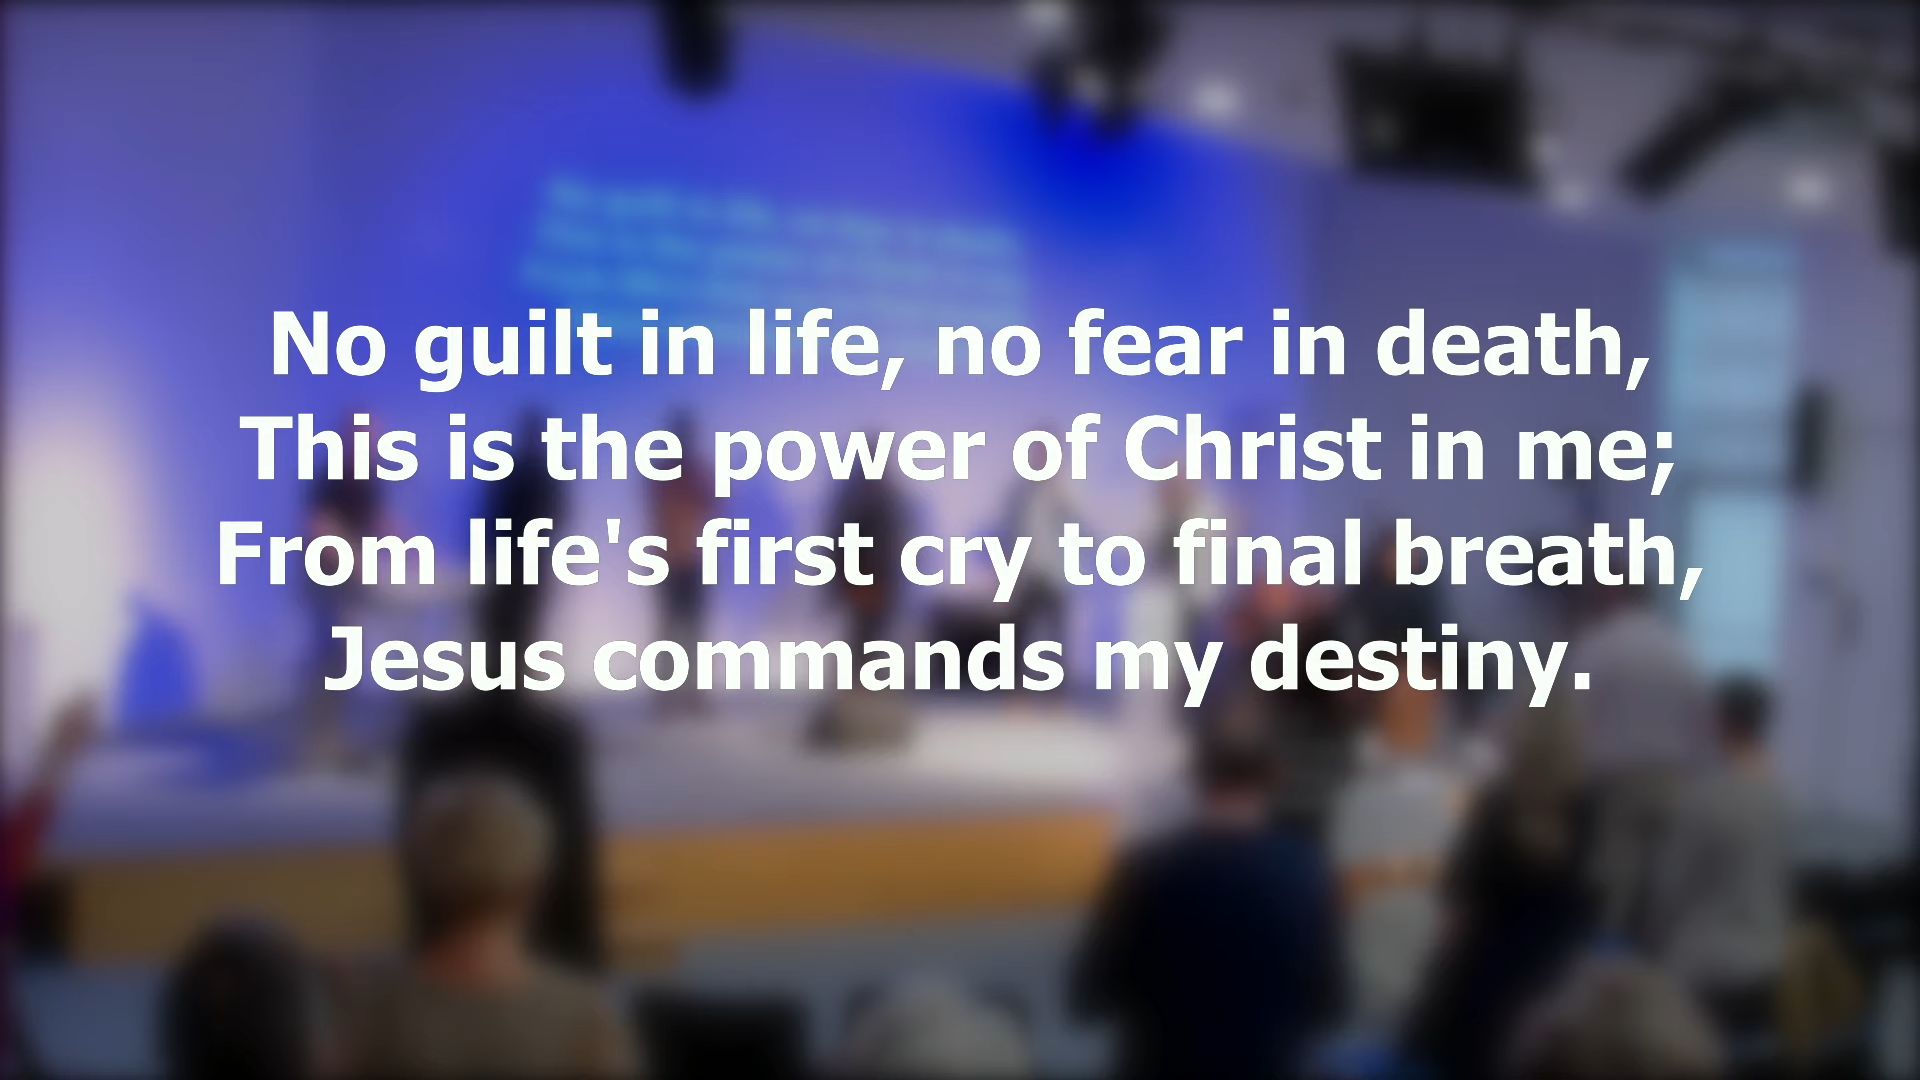 No guilt in life, no fear in death,
This is the power of Christ in me;
From life's first cry to final breath,
Jesus commands my destiny.